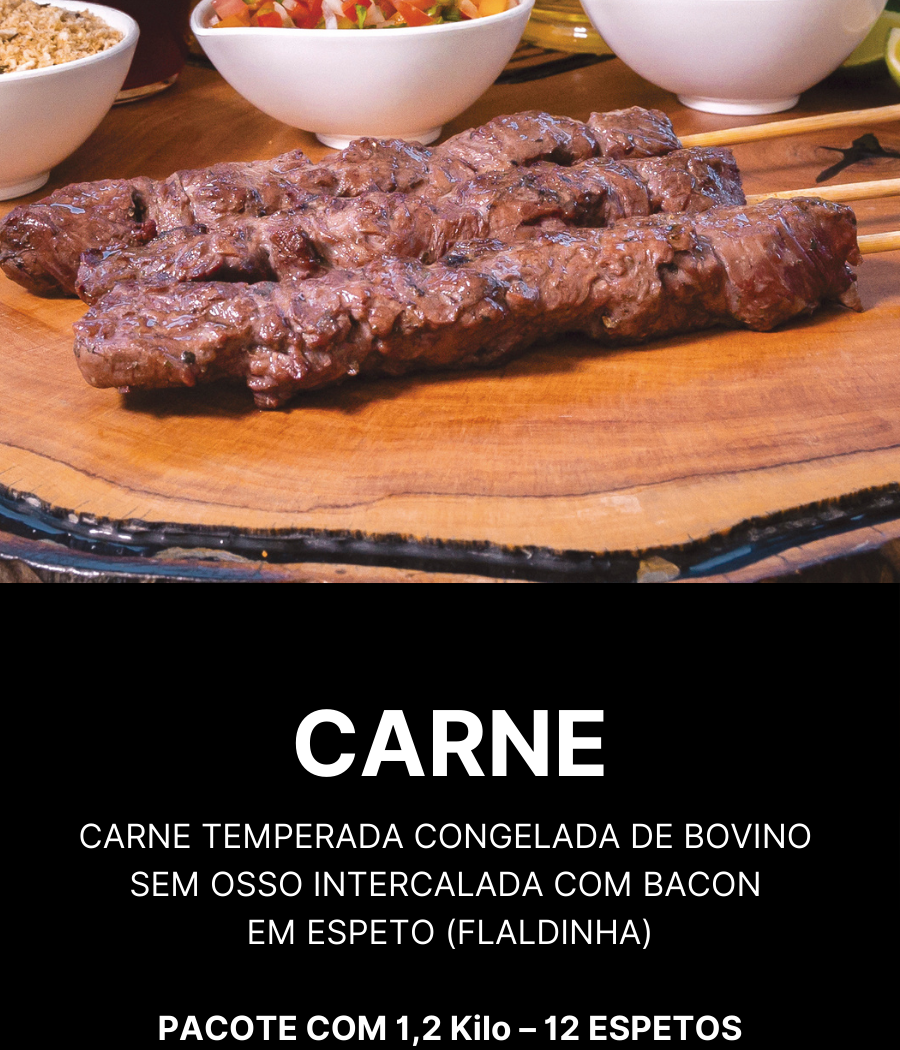 CARNE
CARNE TEMPERADA CONGELADA DE BOVINO
SEM OSSO INTERCALADA COM BACON
EM ESPETO (FLALDINHA)
PACOTE COM 1,2 Kilo – 12 ESPETOS